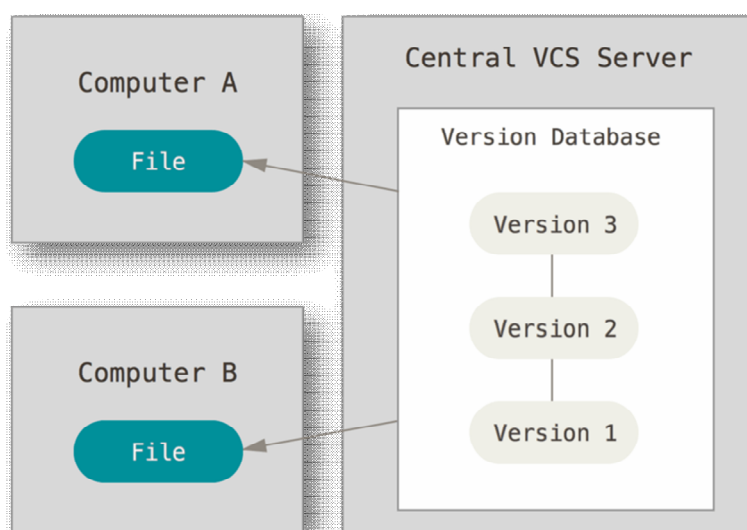 Computer A
File
Computer B
File
Central VCS Server
Version Database
Version 3
Version 2
Version 1